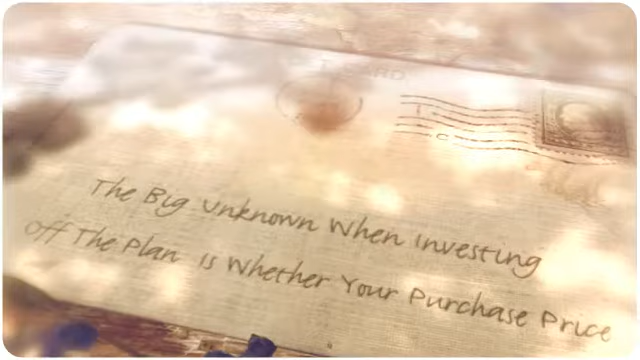 The Big Unknown When Investing
off The Plan is Whether Your Purchase Price